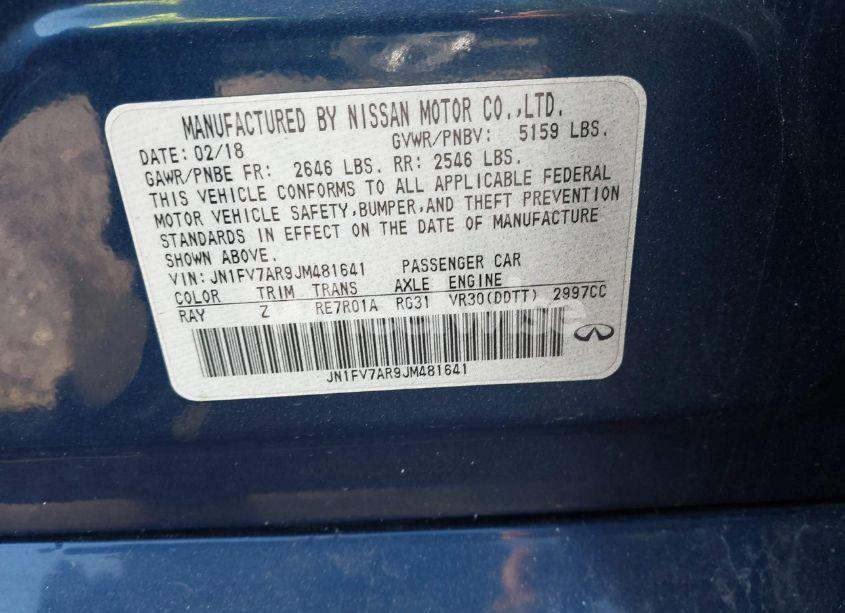 MANUFACTURED BY NISSAN MOTOR CO.,LTD.
DATE: 02/18 GVWR/PNBV: 5159 LBS.
GAWR/PNBE FR: 2646 LBS. RR: 2546 LBS.
THIS VEHICLE CONFORMS TO ALL APPLICABLE FEDERAL
MOTOR VEHICLE SAFETY,BUMPER,AND THEFT PREVENTION
STANDARDS IN EFFECT ON THE DATE OF MANUFACTURE
SHOWN ABOVE.
VIN: JN1FV7AR9JM481641 PASSENGER CAR
COLOR TRIM TRANS AXLE ENGINE
RAY Z RE7R01A RG31 VR30(DDTT) 2997CC
JN1FV7AR9JM481641